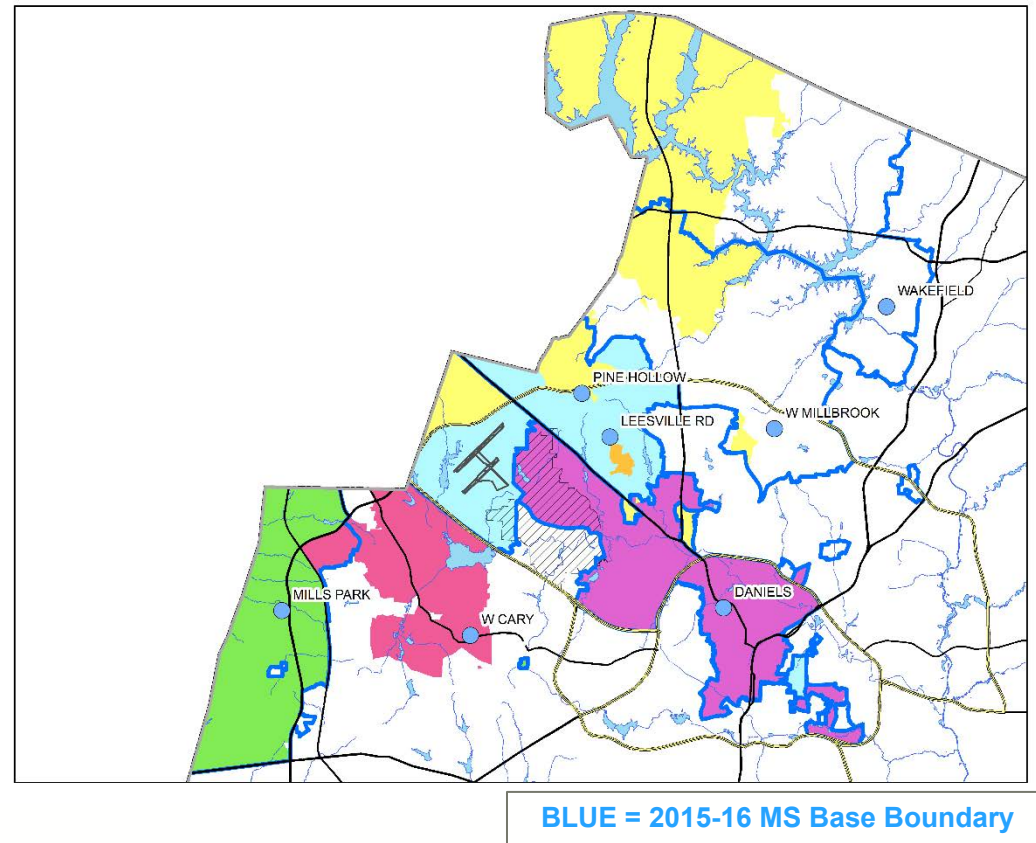 WAKEFIELD
PINE HOLLOW
W MILLBROOK
LEESVILLE RD
MILLS PARK
DANIELS
W CARY
BLUE = 2015-16 MS Base Boundary